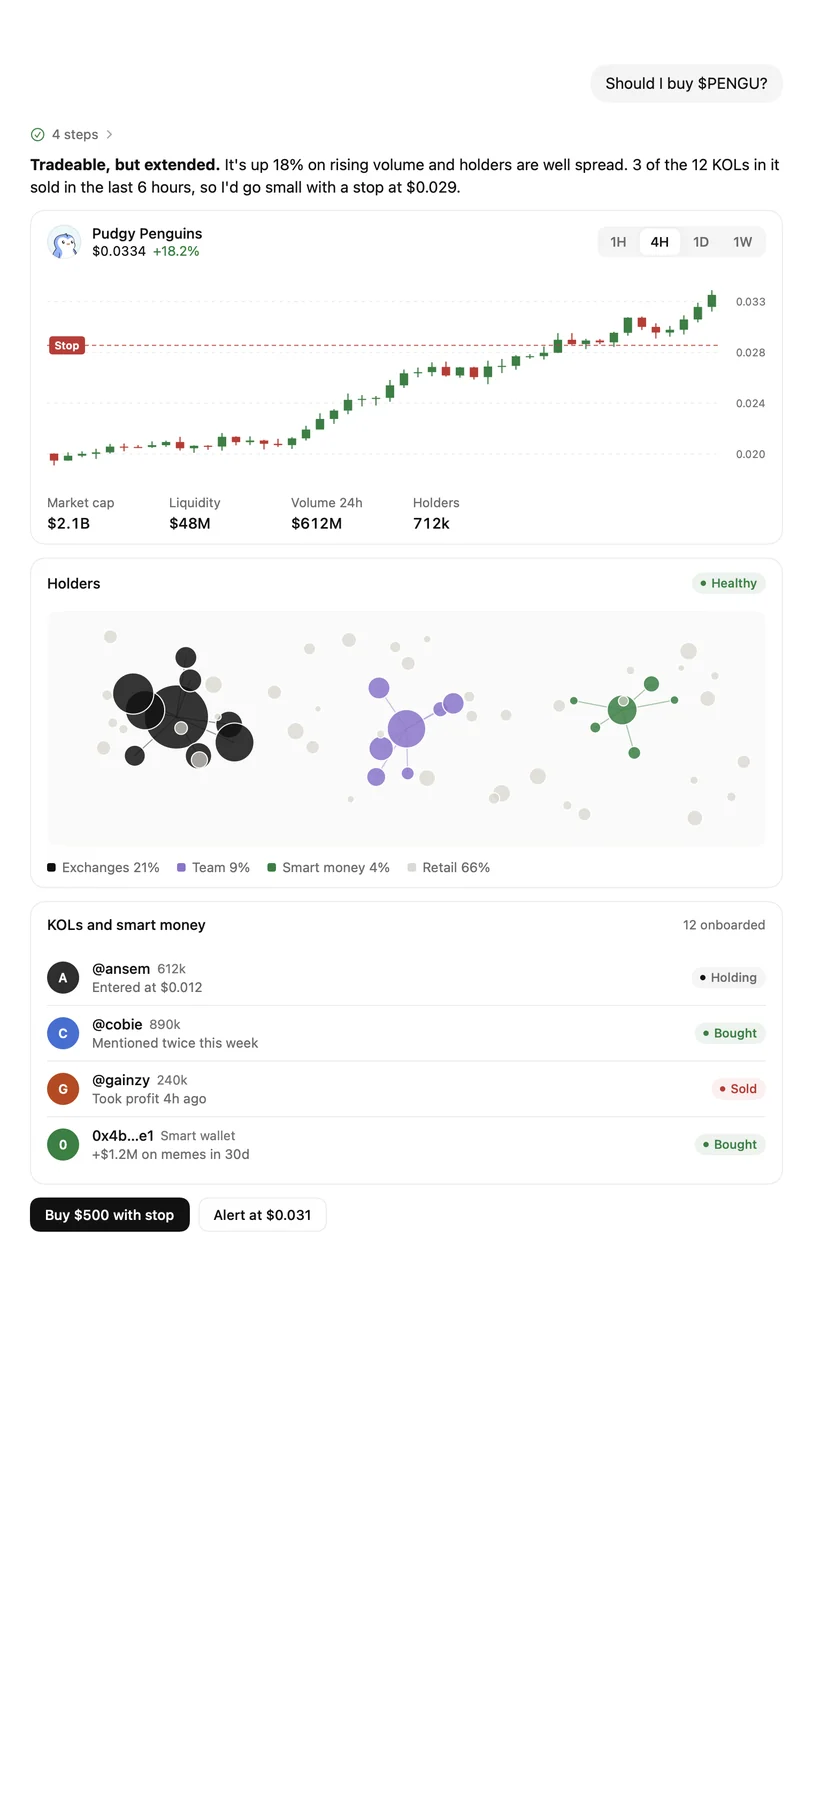 Should I buy $PENGU?
4 steps
Tradeable, but extended. It's up 18% on rising volume and holders are well spread. 3 of the 12 KOLs in it
sold in the last 6 hours, so I'd go small with a stop at $0.029.
Pudgy Penguins
$0.0334 +18.2%
1H 4H 1D 1W
0.033
Stop
0.028
0.024
0.020
Market cap Liquidity Volume 24h Holders
$2.1B $48M $612M 712k
Holders Healthy
Exchanges 21% Team 9% Smart money 4% Retail 66%
KOLs and smart money 12 onboarded
A @ansem 612k
Entered at $0.012
Holding
C @cobie 890k
Mentioned twice this week
Bought
G @gainzy 240k
Took profit 4h ago
Sold
0 0x4b...e1 Smart wallet
+$1.2M on memes in 30d
Bought
Buy $500 with stop Alert at $0.031